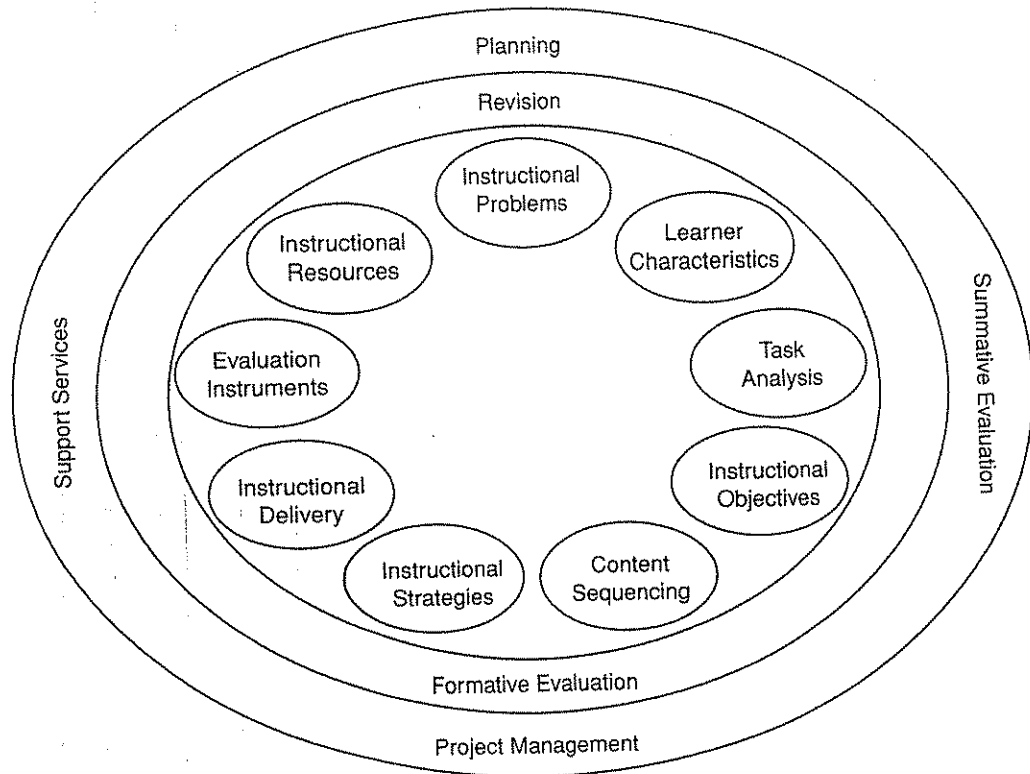 Planning
Revision
Instructional
Problems
Learner
Characteristics
Task
Analysis
Instructional
Objectives
Content
Sequencing
Instructional
Strategies
Instructional
Delivery
Evaluation
Instruments
Instructional
Resources
Support Services
Summative Evaluation
Formative Evaluation
Project Management